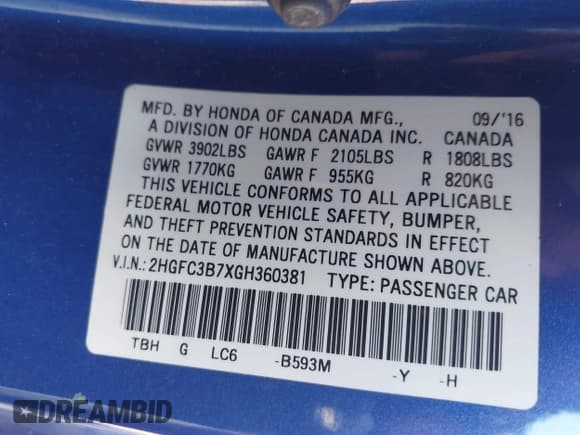 MFD. BY HONDA OF CANADA MFG., 09/'16
A DIVISION OF HONDA CANADA INC. CANADA
GVWR 3902LBS GAWR F 2105LBS R 1808LBS
GVWR 1770KG GAWR F 955KG R 820KG
THIS VEHICLE CONFORMS TO ALL APPLICABLE
FEDERAL MOTOR VEHICLE SAFETY, BUMPER,
AND THEFT PREVENTION STANDARDS IN EFFECT
ON THE DATE OF MANUFACTURE SHOWN ABOVE.
V.I.N.: 2HGFC3B7XGH360381 TYPE: PASSENGER CAR
TBH G LC6 -B593M -Y -H
DREAMBID